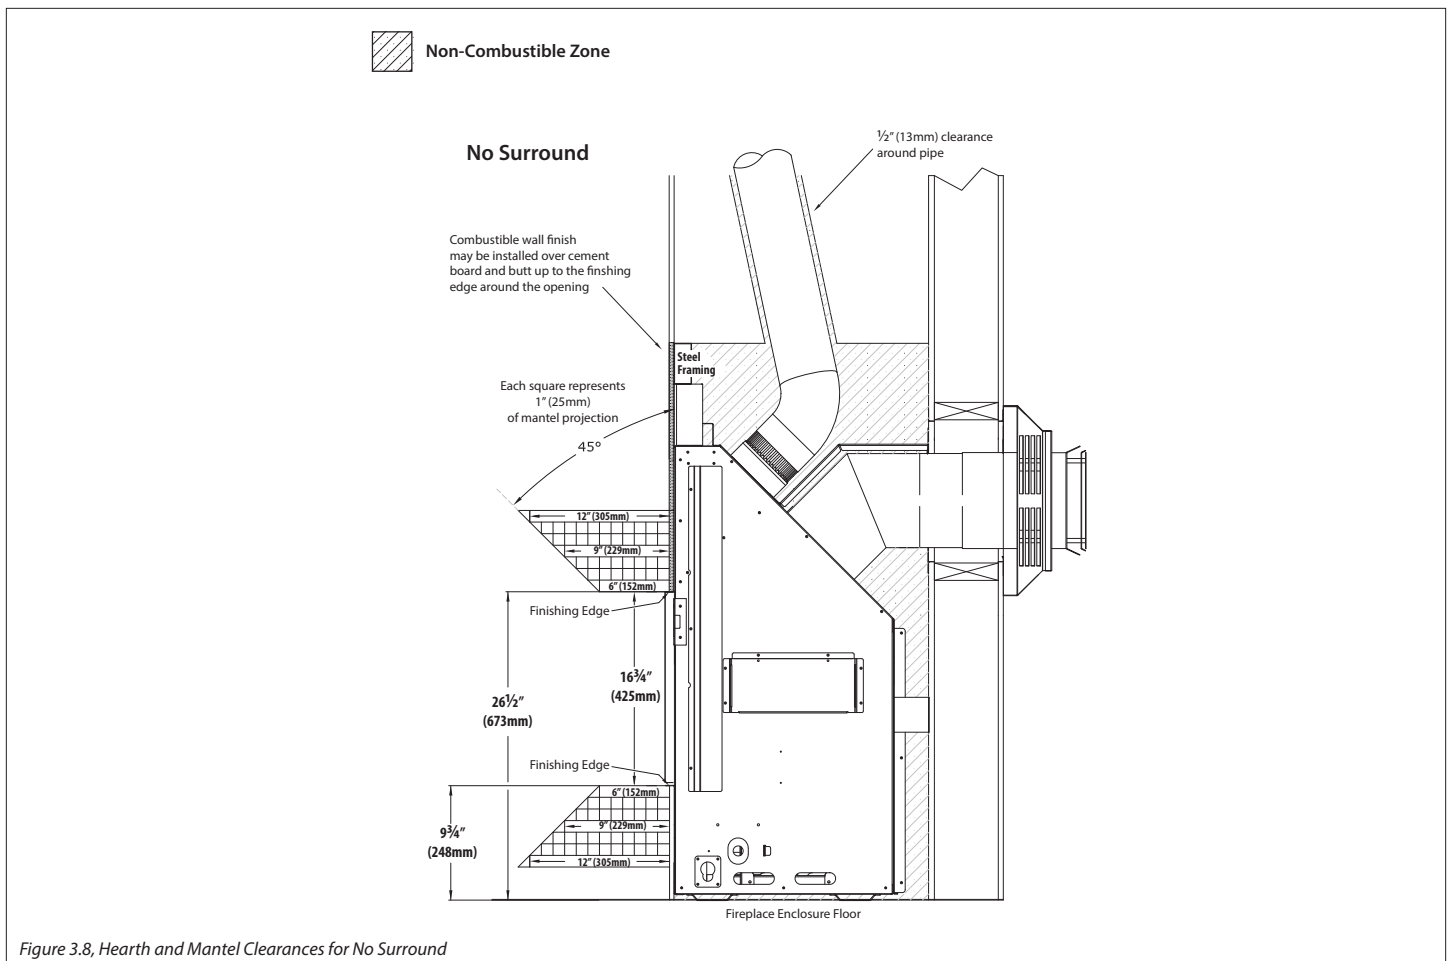 Non-Combustible Zone
No Surround
½" (13mm) clearance
around pipe
Combustible wall finish
may be installed over cement
board and butt up to the finshing
edge around the opening
Steel
Framing
Each square represents
1" (25mm)
of mantel projection
45°
12" (305mm)
9" (229mm)
6" (152mm)
Finishing Edge
16¾"
(425mm)
26½"
(673mm)
Finishing Edge
6" (152mm)
9" (229mm)
12" (305mm)
9¾"
(248mm)
Fireplace Enclosure Floor
Figure 3.8, Hearth and Mantel Clearances for No Surround